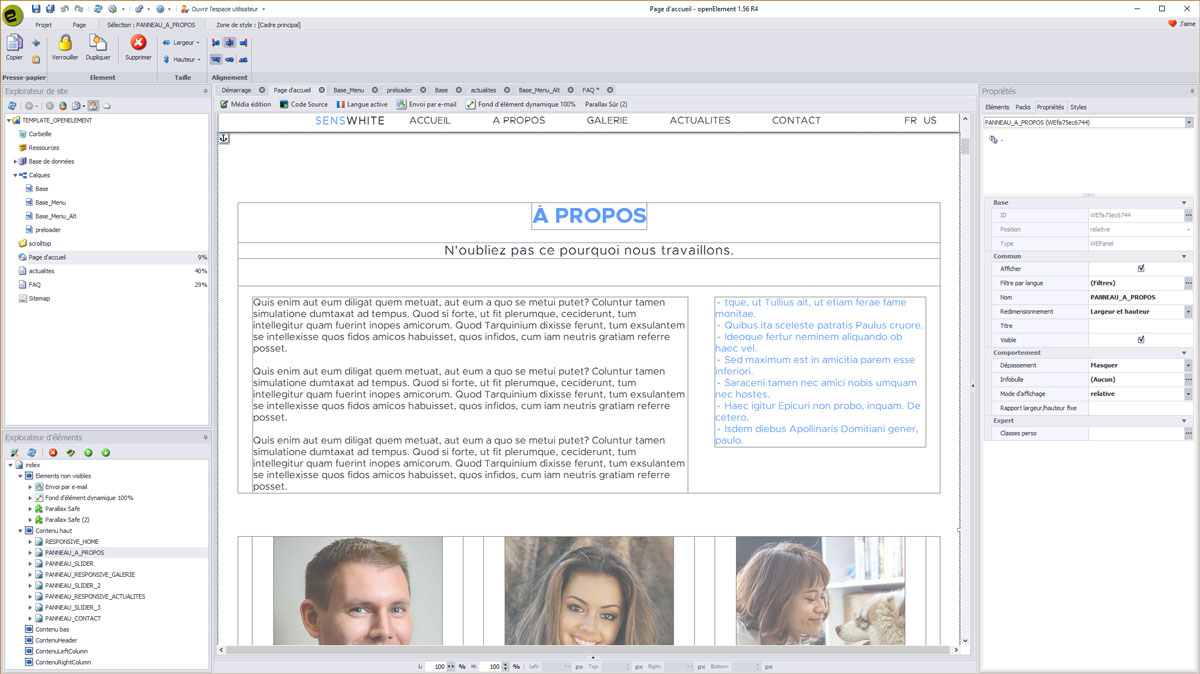 Ouvrir l'espace utilisateur
Page d'accueil - openElement 1.56 R4
Projet Page Sélection : PANNEAU_A_PROPOS Zone de style : [Cadre principal]
J'aime
Copier Verrouiller Dupliquer Supprimer Largeur Hauteur
Presse-papier Element Taille Alignement
Explorateur de site
TEMPLATE_OPENELEMENT
Corbeille
Ressources
Base de données
Calques
Base
Base_Menu
Base_Menu_Alt
preloader
scrolltop
Page d'accueil 9%
actualites 40%
FAQ 29%
Sitemap
Explorateur d'éléments
index
Elements non visibles
Envoi par e-mail
Fond d'élément dynamique 100%
Parallax Safe
Parallax Safe (2)
Contenu haut
RESPONSIVE_HOME
PANNEAU_A_PROPOS
PANNEAU_SLIDER
PANNEAU_RESPONSIVE_GALERIE
PANNEAU_SLIDER_2
PANNEAU_RESPONSIVE_ACTUALITES
PANNEAU_SLIDER_3
PANNEAU_CONTACT
Contenu bas
ContenuHeader
ContenuLeftColumn
ContenuRightColumn
Démarrage Page d'accueil Base_Menu preloader Base actualites Base_Menu_Alt FAQ *
Média édition Code Source Langue active Envoi par e-mail Fond d'élément dynamique 100% Parallax Sûr (2)
SENSWHITE ACCUEIL A PROPOS GALERIE ACTUALITES CONTACT FR US
À PROPOS
N'oubliez pas ce pourquoi nous travaillons.
Quis enim aut eum diligat quem metuat, aut eum a quo se metui putet? Coluntur tamen
simulatione dumtaxat ad tempus. Quod si forte, ut fit plerumque, ceciderunt, tum
intellegitur quam fuerint inopes amicorum. Quod Tarquinium dixisse ferunt, tum exsulantem
se intellexisse quos fidos amicos habuisset, quos infidos, cum iam neutris gratiam referre
posset.
Quis enim aut eum diligat quem metuat, aut eum a quo se metui putet? Coluntur tamen
simulatione dumtaxat ad tempus. Quod si forte, ut fit plerumque, ceciderunt, tum
intellegitur quam fuerint inopes amicorum. Quod Tarquinium dixisse ferunt, tum exsulantem
se intellexisse quos fidos amicos habuisset, quos infidos, cum iam neutris gratiam referre
posset.
Quis enim aut eum diligat quem metuat, aut eum a quo se metui putet? Coluntur tamen
simulatione dumtaxat ad tempus. Quod si forte, ut fit plerumque, ceciderunt, tum
intellegitur quam fuerint inopes amicorum. Quod Tarquinium dixisse ferunt, tum exsulantem
se intellexisse quos fidos amicos habuisset, quos infidos, cum iam neutris gratiam referre
posset.
- tque, ut Tullius ait, ut etiam ferae fame
monitae.
- Quibus ita sceleste patratis Paulus cruore.
- Ideoque fertur neminem aliquando ob
haec vel.
- Sed maximum est in amicitia parem esse
inferiori.
- Saraceni tamen nec amici nobis umquam
nec hostes.
- Haec igitur Epicuri non probo, inquam. De
cetero.
- Isdem diebus Apollinaris Domitiani gener,
paulo.
L: 100 % H: 100 % Left: px Top: px Right: px Bottom: px
Propriétés
Eléments Packs Propriétés Styles
PANNEAU_A_PROPOS (WEfa75ec6744)
Base
ID WEfa75ec6744
Position relative
Type WEPanel
Commun
Afficher
Filtre par langue (Filtres)
Nom PANNEAU_A_PROPOS
Redimensionnement Largeur et hauteur
Titre
Visible
Comportement
Dépassement Masquer
Infobulle (Aucun)
Mode d'affichage relative
Rapport largeur/hauteur fixe
Expert
Classes perso